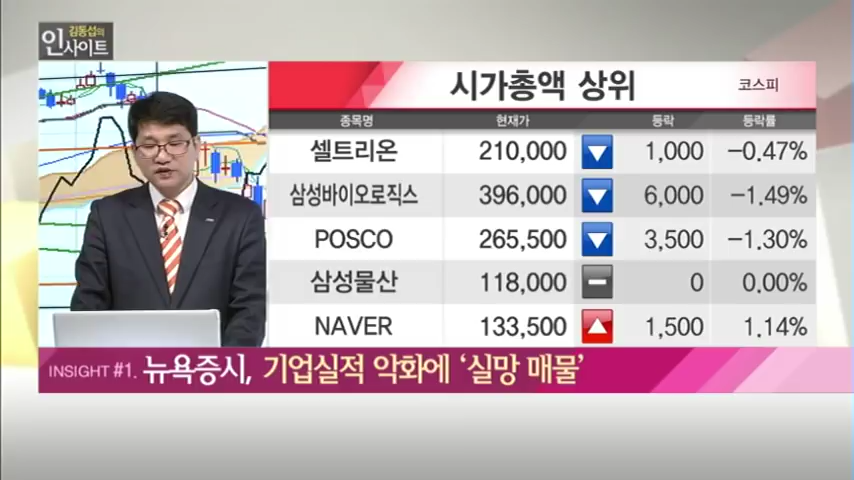 김동섭의
인사이트
시가총액 상위
코스피
종목명 현재가 등락 등락률
셀트리온 210,000 ▼ 1,000 −0.47%
삼성바이오로직스 396,000 ▼ 6,000 −1.49%
POSCO 265,500 ▼ 3,500 −1.30%
삼성물산 118,000 − 0 0.00%
NAVER 133,500 ▲ 1,500 1.14%
INSIGHT #1. 뉴욕증시, 기업실적 악화에 ‘실망 매물’